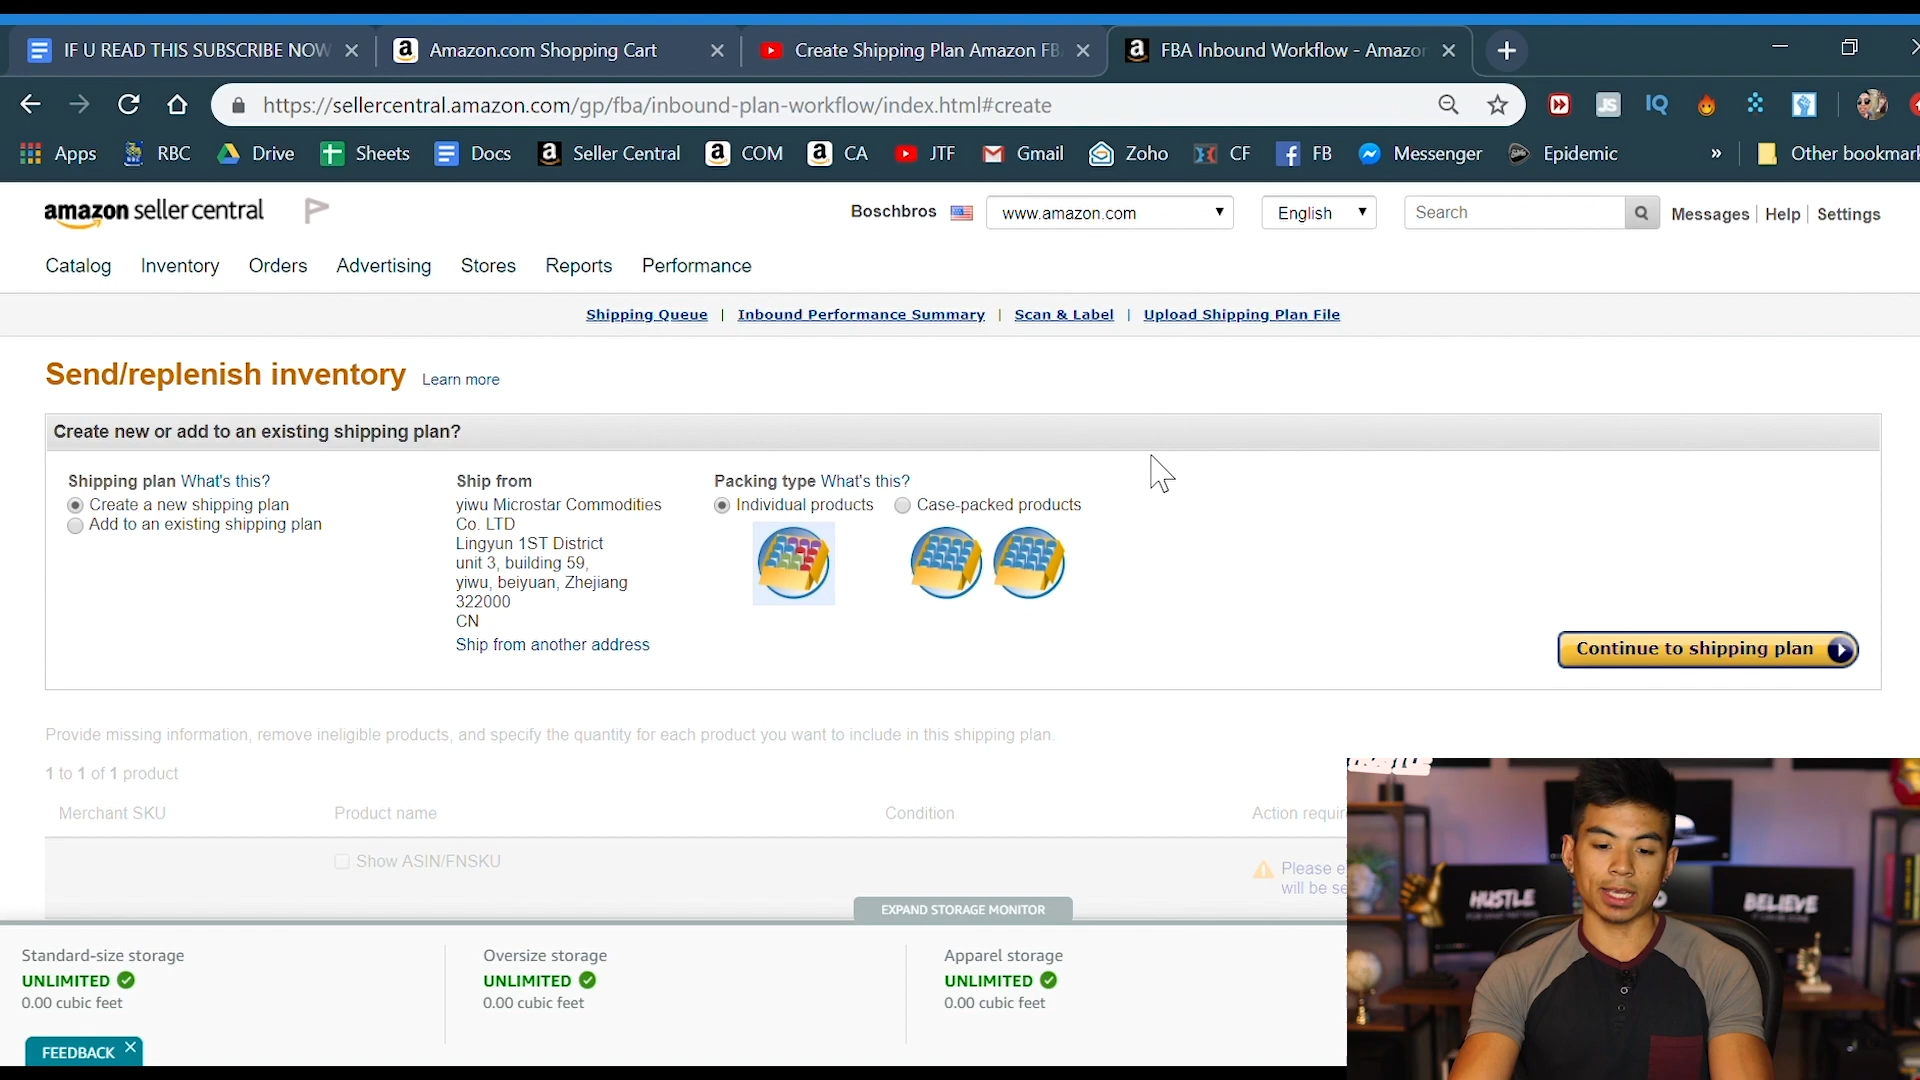 IF U READ THIS SUBSCRIBE NOW
Amazon.com Shopping Cart
Create Shipping Plan Amazon FB
FBA Inbound Workflow - Amazon
https://sellercentral.amazon.com/gp/fba/inbound-plan-workflow/index.html#create
Apps RBC Drive Sheets Docs Seller Central COM CA JTF Gmail Zoho CF FB Messenger Epidemic » Other bookmark
amazon seller central
Boschbros www.amazon.com English Search Messages Help Settings
Catalog Inventory Orders Advertising Stores Reports Performance
Shipping Queue | Inbound Performance Summary | Scan & Label | Upload Shipping Plan File
Send/replenish inventory Learn more
Create new or add to an existing shipping plan?
Shipping plan What's this?
Create a new shipping plan
Add to an existing shipping plan
Ship from
yiwu Microstar Commodities
Co. LTD
Lingyun 1ST District
unit 3, building 59,
yiwu, beiyuan, Zhejiang
322000
CN
Ship from another address
Packing type What's this?
Individual products Case-packed products
Continue to shipping plan
Provide missing information, remove ineligible products, and specify the quantity for each product you want to include in this shipping plan.
1 to 1 of 1 product
Merchant SKU Product name Condition Action requir
Show ASIN/FNSKU
Please e
will be se
EXPAND STORAGE MONITOR
Standard-size storage
UNLIMITED
0.00 cubic feet
Oversize storage
UNLIMITED
0.00 cubic feet
Apparel storage
UNLIMITED
0.00 cubic feet
FEEDBACK
HUSTLE
BELIEVE